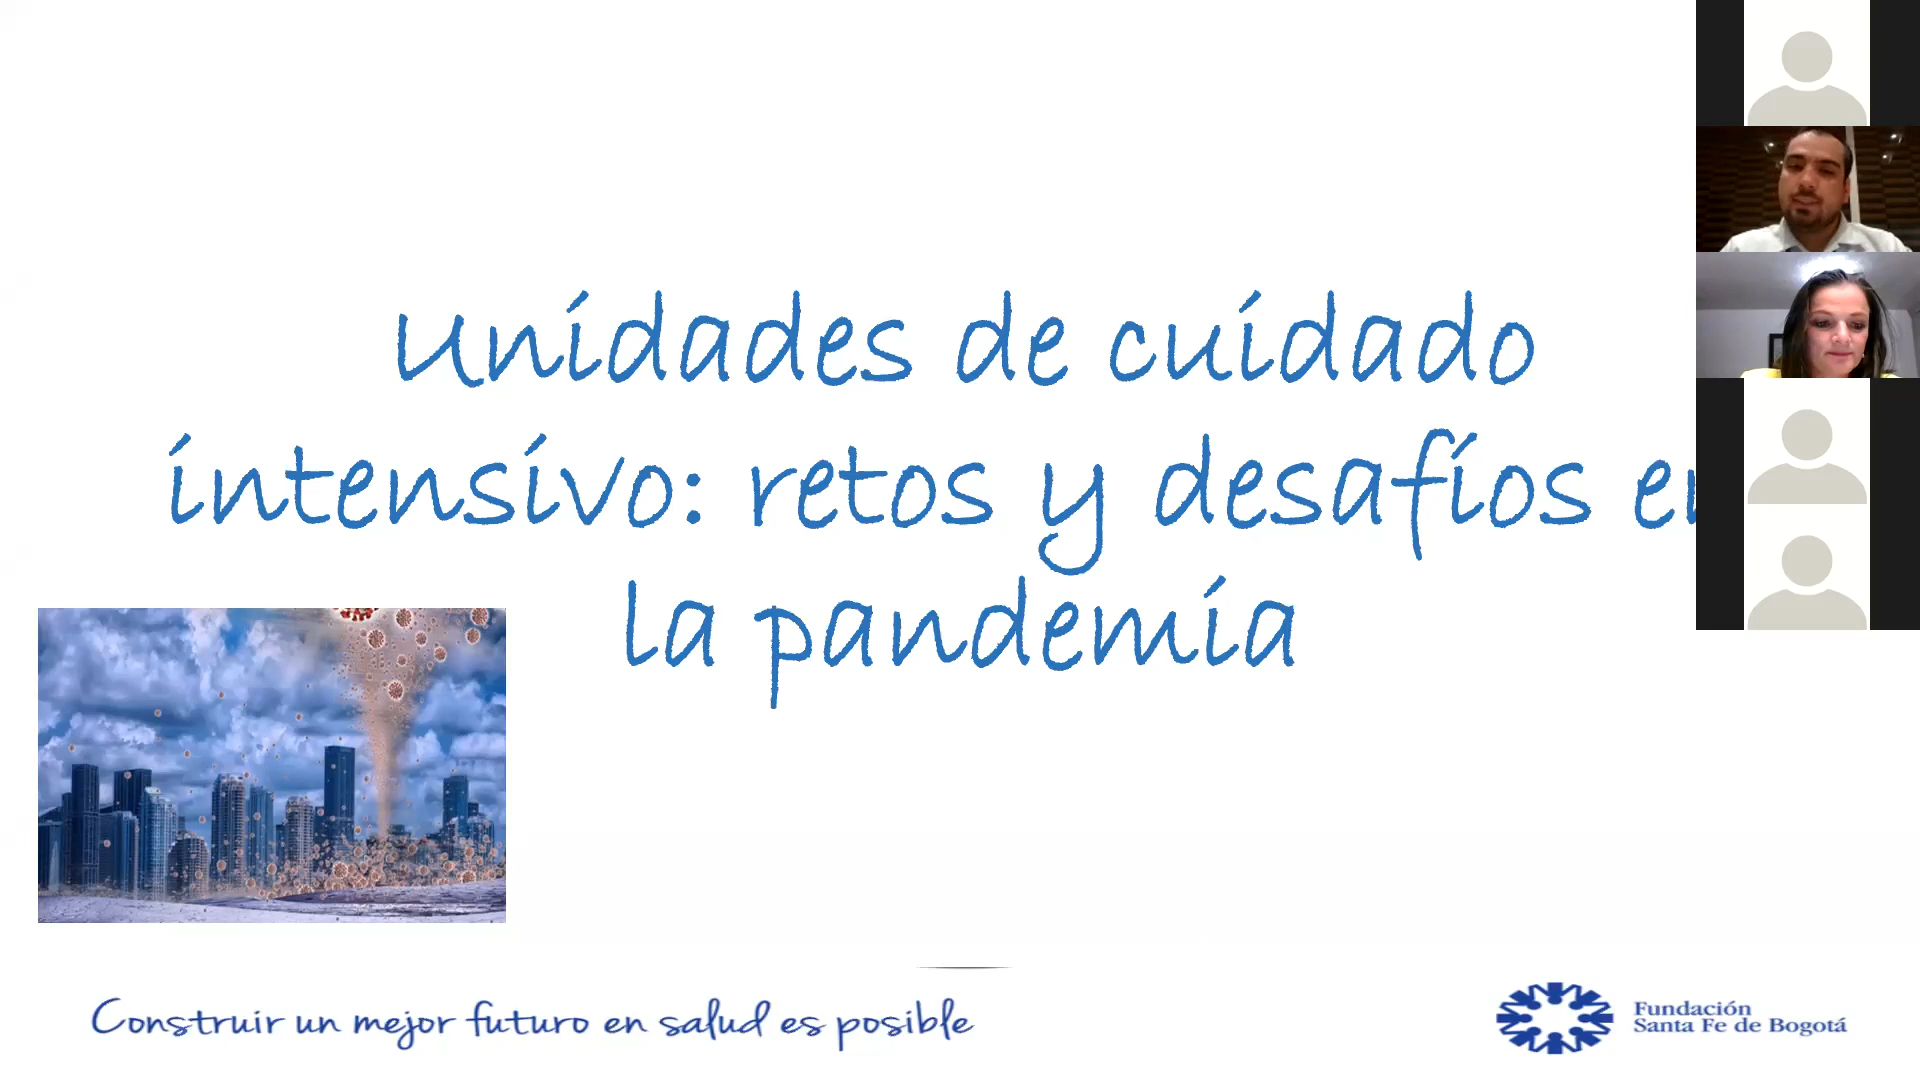 Unidades de cuidado
intensivo: retos y desafíos en
la pandemia
Construir un mejor futuro en salud es posible
Fundación
Santa Fe de Bogotá